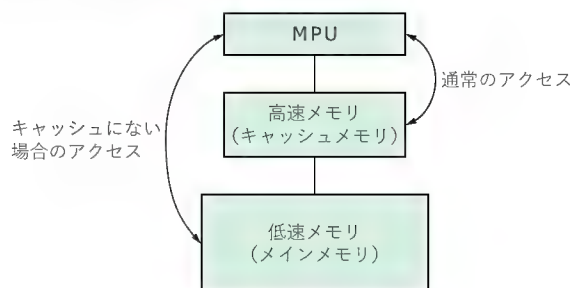 MPU
通常のアクセス
高速メモリ
(キャッシュメモリ)
キャッシュにない
場合のアクセス
低速メモリ
(メインメモリ)